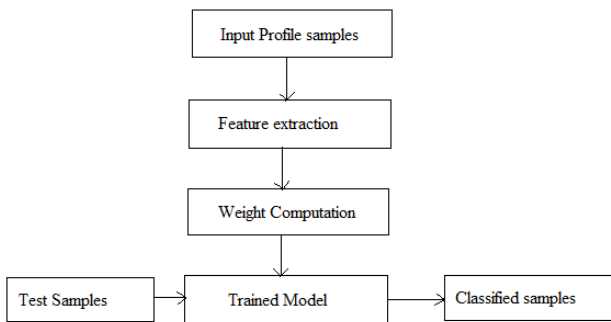 Input Profile samples
Feature extraction
Weight Computation
Test Samples
Trained Model
Classified samples